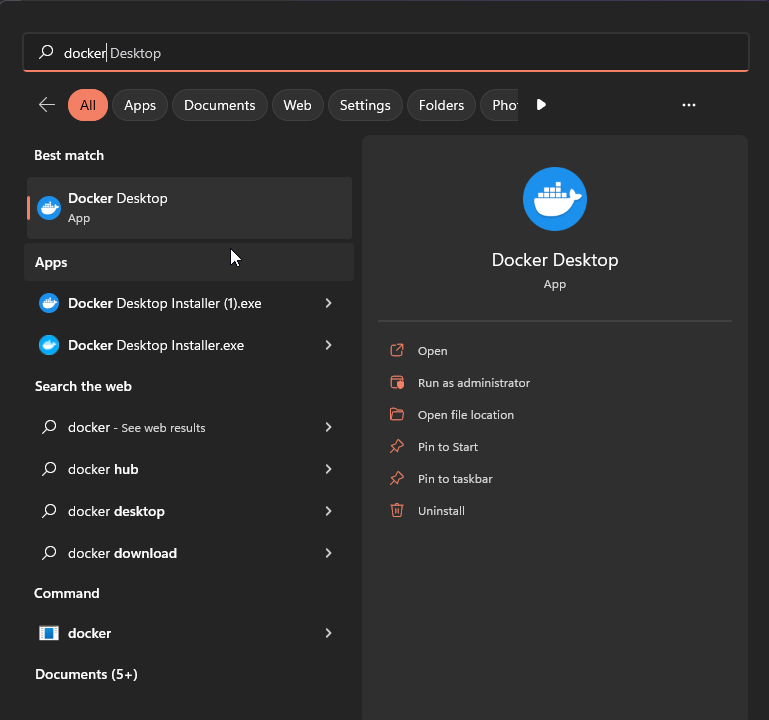 docker Desktop
All Apps Documents Web Settings Folders Pho
Best match
Docker Desktop
App
Apps
Docker Desktop Installer (1).exe
Docker Desktop Installer.exe
Search the web
docker - See web results
docker hub
docker desktop
docker download
Command
docker
Documents (5+)
Docker Desktop
App
Open
Run as administrator
Open file location
Pin to Start
Pin to taskbar
Uninstall